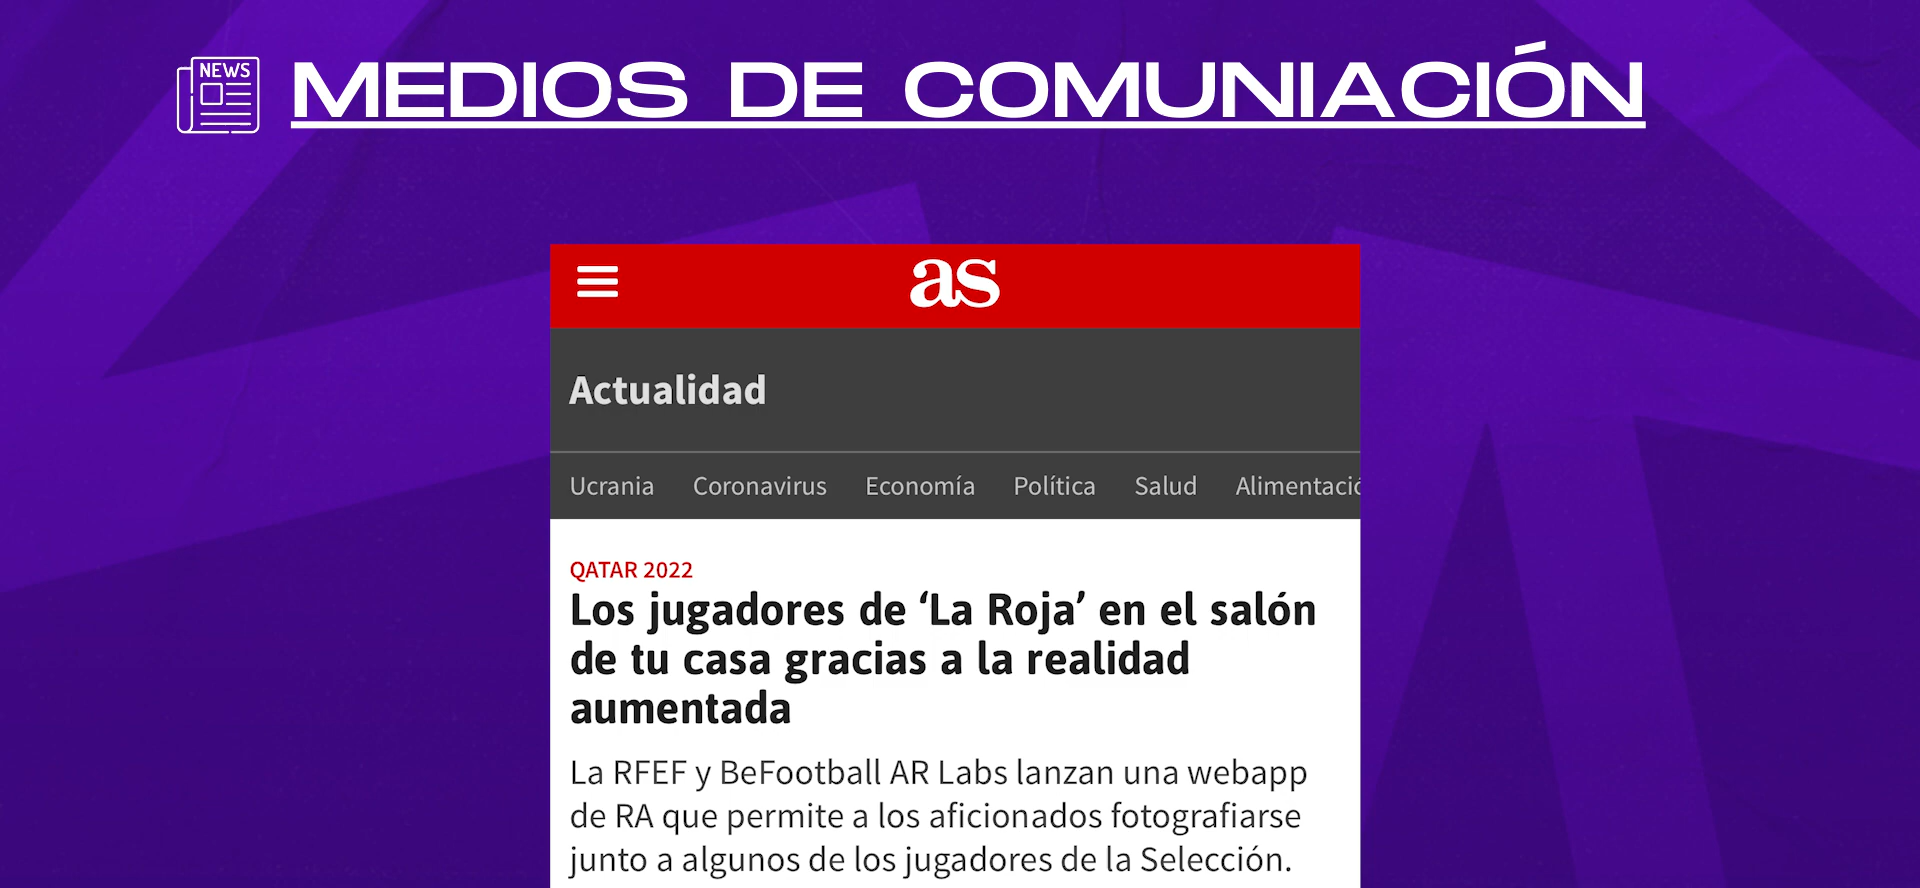 NEWS
MEDIOS DE COMUNIACIÓN
as
Actualidad
Ucrania Coronavirus Economía Política Salud Alimentació
QATAR 2022
Los jugadores de ‘La Roja’ en el salón
de tu casa gracias a la realidad
aumentada
La RFEF y BeFootball AR Labs lanzan una webapp
de RA que permite a los aficionados fotografiarse
junto a algunos de los jugadores de la Selección.